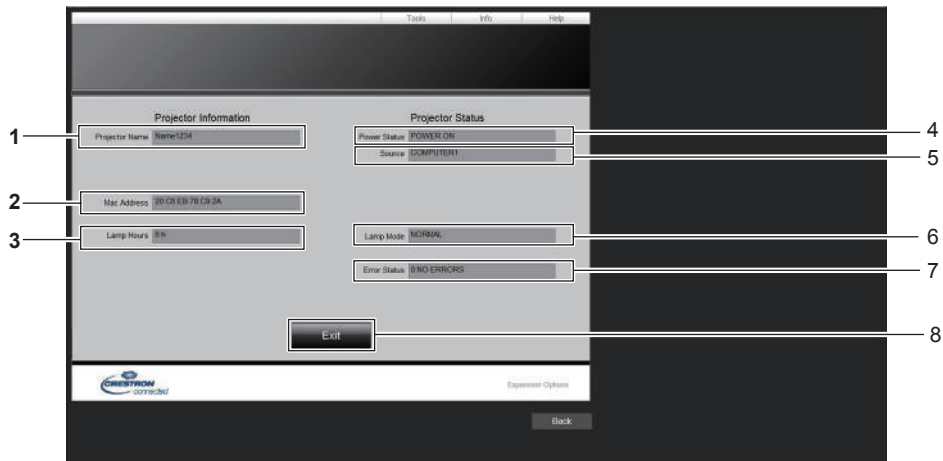 Tools Info Help
Projector Information Projector Status
1 Projector Name Name1234 Power Status POWER ON 4
Source COMPUTER1 5
2 Mac Address 20:C6:EB:78:C9:2A
3 Lamp Hours 8 h Lamp Mode NORMAL 6
Error Status 0:NO ERRORS 7
Exit 8
CRESTRON
connected
Expansion Options
Back